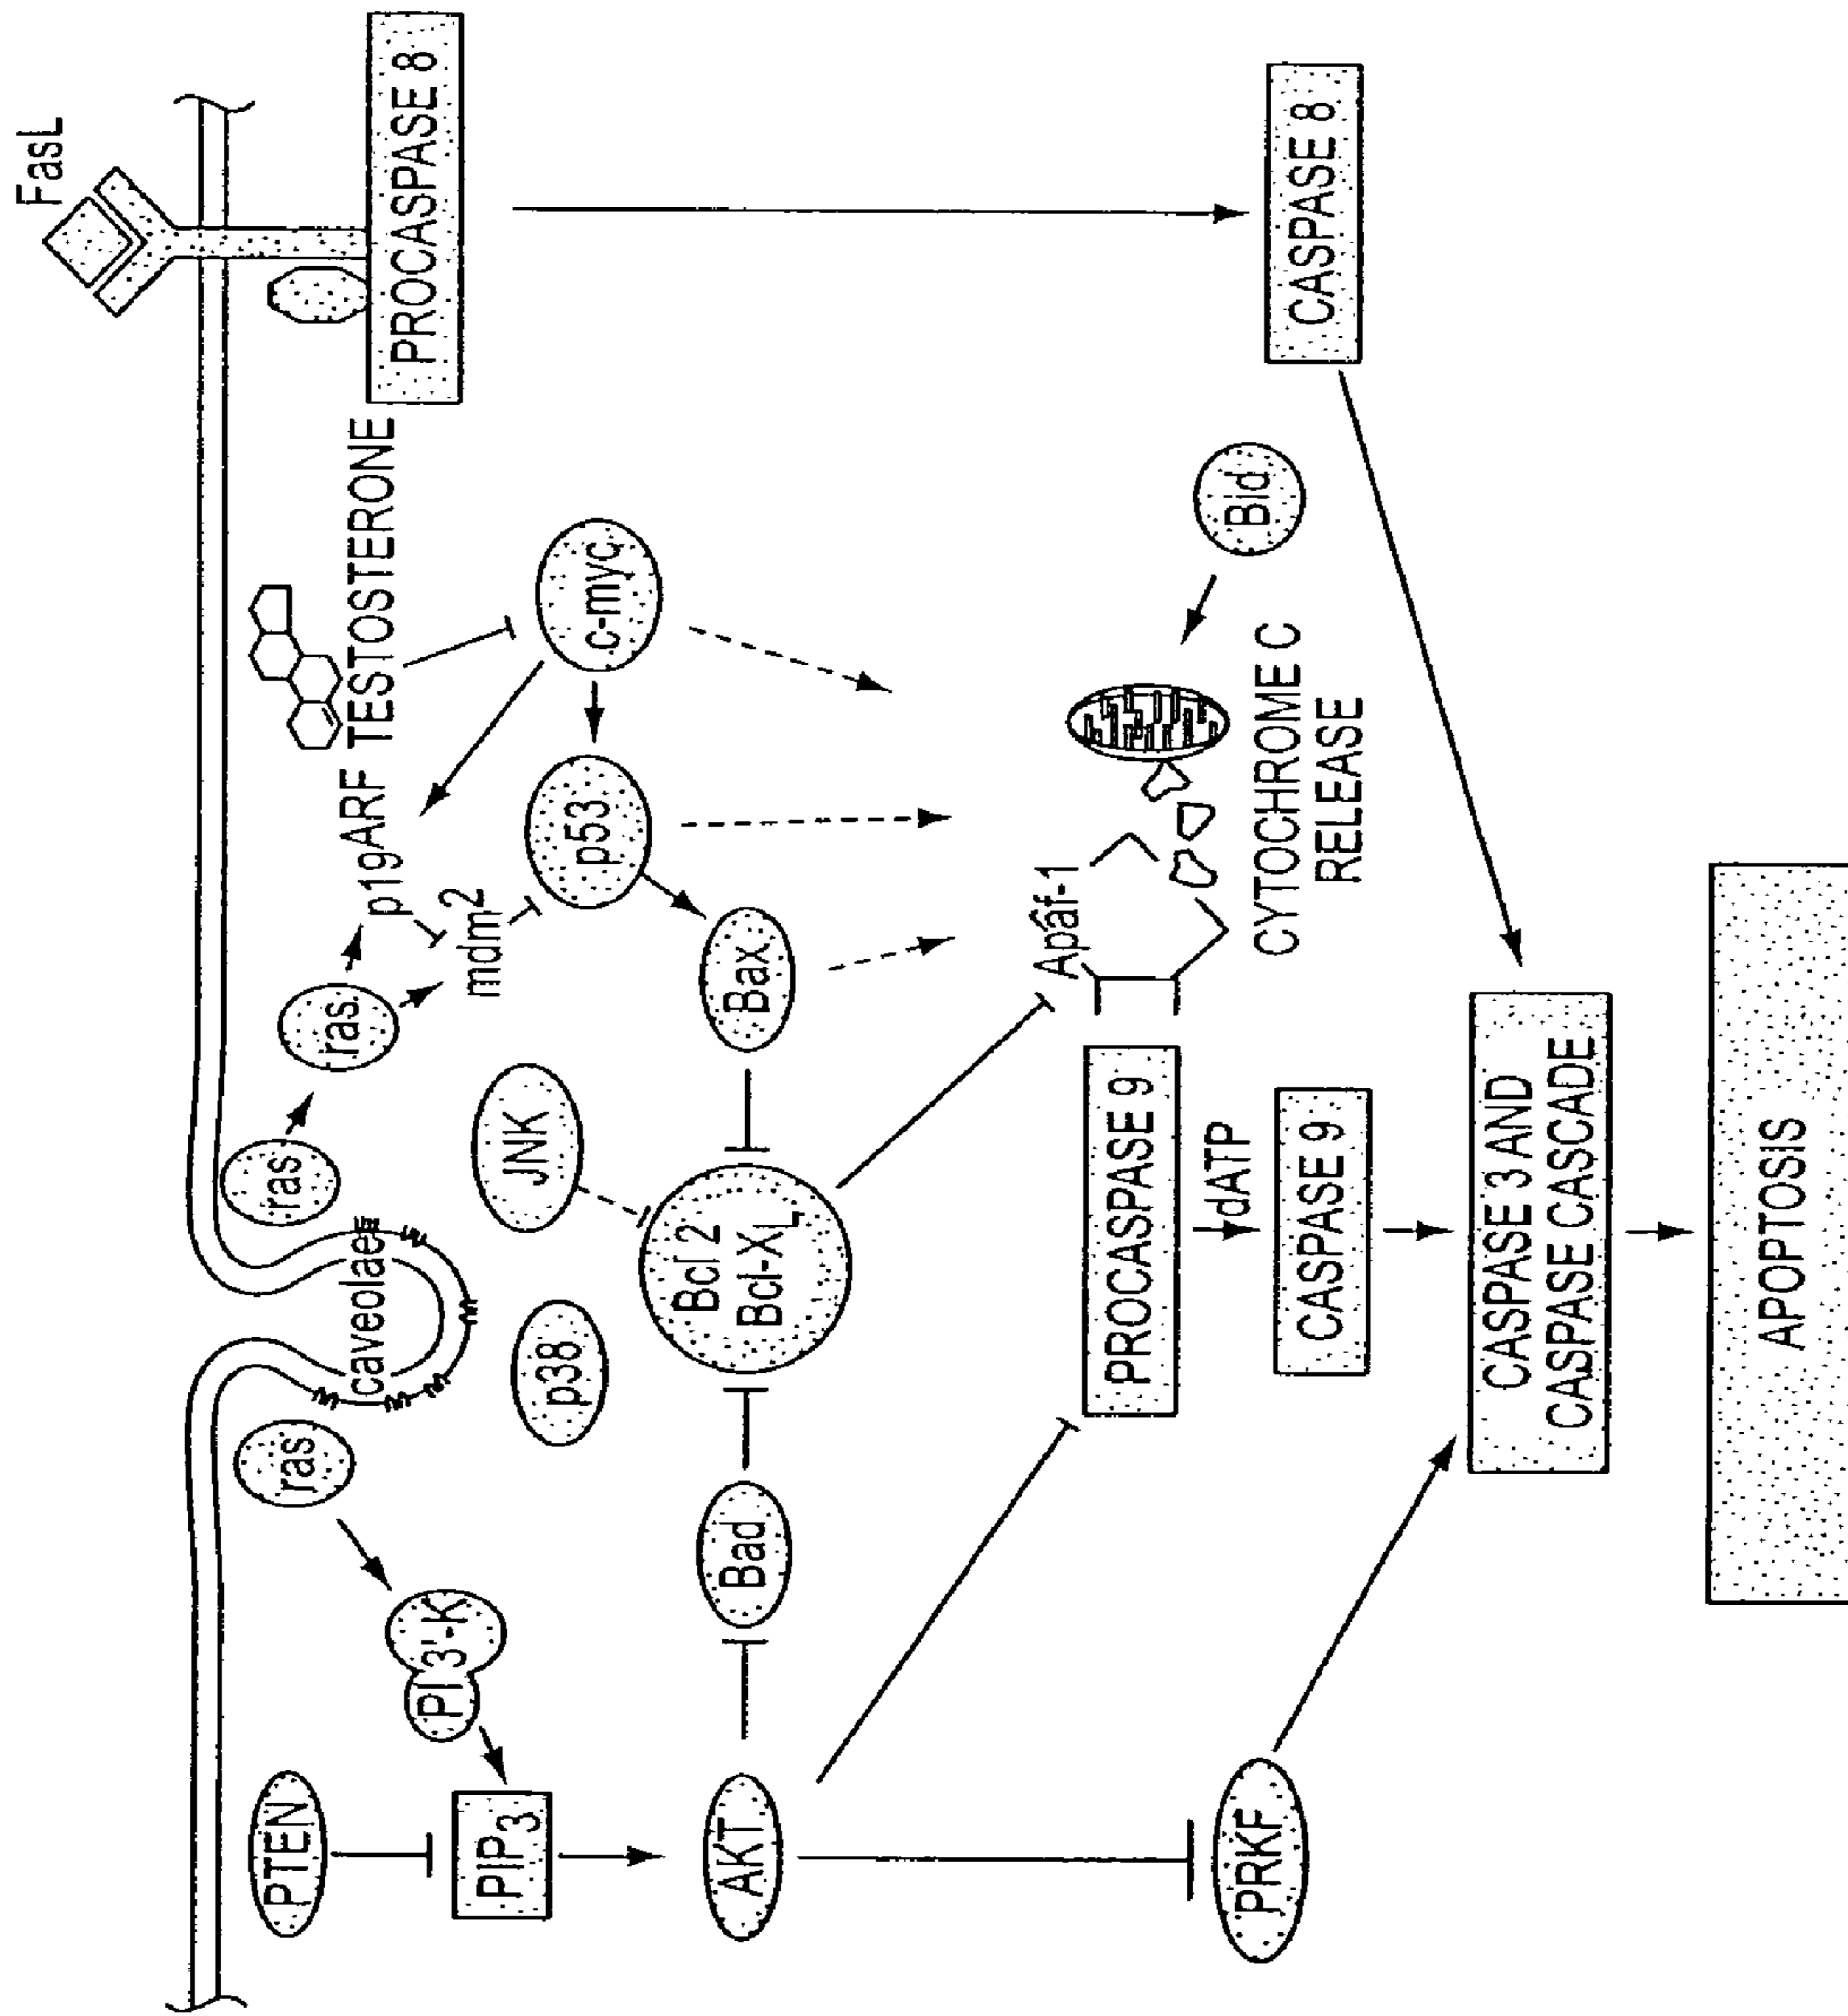 FasL
PTEN
ras
caveolae
ras
ras
p19ARF
TESTOSTERONE
PROCASPASE 8
PI 3'-K
PIP3
mdm2
p38
JNK
p53
c-myc
AKT
Bad
Bcl 2
Bcl-XL
Bax
Apaf-1
PRKF
PROCASPASE 9
dATP
CASPASE 9
CYTOCHROME C
RELEASE
Bid
CASPASE 8
CASPASE 3 AND
CASPASE CASCADE
APOPTOSIS